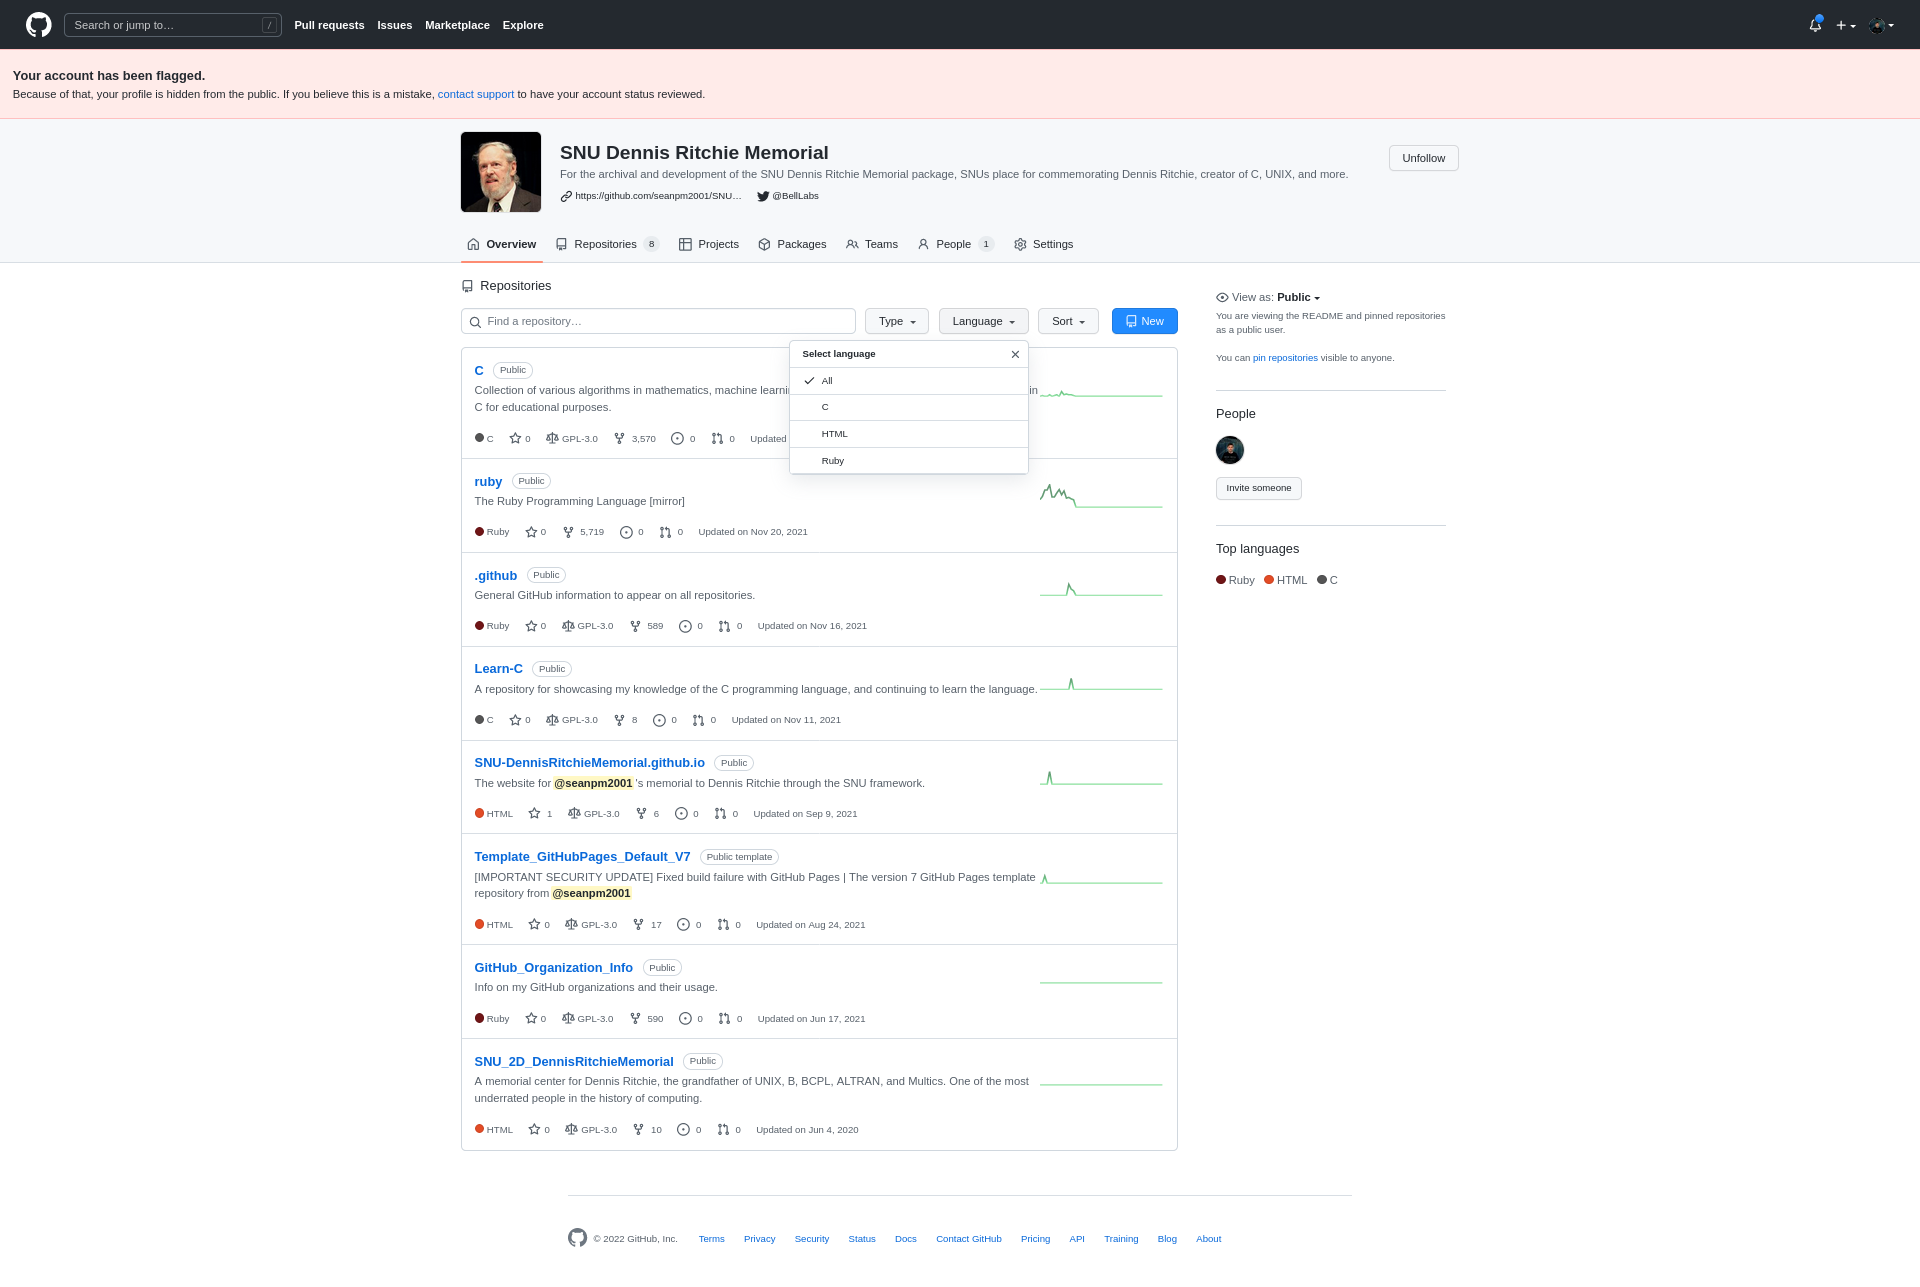 Search or jump to…
/
Pull requests
Issues
Marketplace
Explore
Your account has been flagged.
Because of that, your profile is hidden from the public. If you believe this is a mistake, contact support to have your account status reviewed.
SNU Dennis Ritchie Memorial
For the archival and development of the SNU Dennis Ritchie Memorial package, SNUs place for commemorating Dennis Ritchie, creator of C, UNIX, and more.
https://github.com/seanpm2001/SNU… @BellLabs
Unfollow
Overview
Repositories 8
Projects
Packages
Teams
People 1
Settings
Repositories
Find a repository…
Type
Language
Sort
New
Select language
All
C
HTML
Ruby
C Public
Collection of various algorithms in mathematics, machine learnin in
C for educational purposes.
C 0 GPL-3.0 3,570 0 0 Updated
ruby Public
The Ruby Programming Language [mirror]
Ruby 0 5,719 0 0 Updated on Nov 20, 2021
.github Public
General GitHub information to appear on all repositories.
Ruby 0 GPL-3.0 589 0 0 Updated on Nov 16, 2021
Learn-C Public
A repository for showcasing my knowledge of the C programming language, and continuing to learn the language.
C 0 GPL-3.0 8 0 0 Updated on Nov 11, 2021
SNU-DennisRitchieMemorial.github.io Public
The website for @seanpm2001 's memorial to Dennis Ritchie through the SNU framework.
HTML 1 GPL-3.0 6 0 0 Updated on Sep 9, 2021
Template_GitHubPages_Default_V7 Public template
[IMPORTANT SECURITY UPDATE] Fixed build failure with GitHub Pages | The version 7 GitHub Pages template
repository from @seanpm2001
HTML 0 GPL-3.0 17 0 0 Updated on Aug 24, 2021
GitHub_Organization_Info Public
Info on my GitHub organizations and their usage.
Ruby 0 GPL-3.0 590 0 0 Updated on Jun 17, 2021
SNU_2D_DennisRitchieMemorial Public
A memorial center for Dennis Ritchie, the grandfather of UNIX, B, BCPL, ALTRAN, and Multics. One of the most
underrated people in the history of computing.
HTML 0 GPL-3.0 10 0 0 Updated on Jun 4, 2020
View as: Public
You are viewing the README and pinned repositories
as a public user.
You can pin repositories visible to anyone.
People
Invite someone
Top languages
Ruby HTML C
© 2022 GitHub, Inc.
Terms
Privacy
Security
Status
Docs
Contact GitHub
Pricing
API
Training
Blog
About